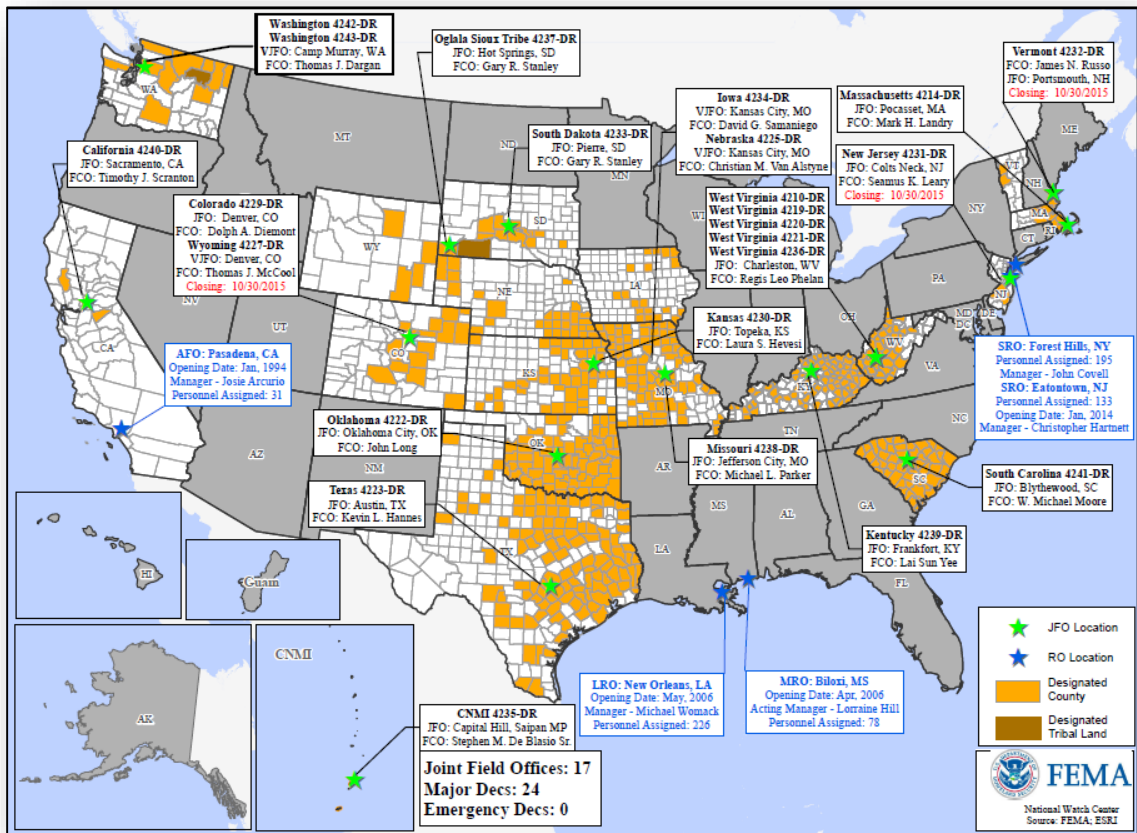 Washington 4242-DR
Washington 4243-DR
VJFO: Camp Murray, WA
FCO: Thomas J. Dargan
Oglala Sioux Tribe 4237-DR
JFO: Hot Springs, SD
FCO: Gary R. Stanley
Vermont 4232-DR
FCO: James N. Russo
JFO: Portsmouth, NH
Closing: 10/30/2015
Iowa 4234-DR
VJFO: Kansas City, MO
FCO: David G. Samaniego
Nebraska 4225-DR
VJFO: Kansas City, MO
FCO: Christian M. Van Alstyne
Massachusetts 4214-DR
JFO: Pocasset, MA
FCO: Mark H. Landry
South Dakota 4233-DR
JFO: Pierre, SD
FCO: Gary R. Stanley
California 4240-DR
JFO: Sacramento, CA
FCO: Timothy J. Scranton
New Jersey 4231-DR
JFO: Colts Neck, NJ
FCO: Seamus K. Leary
Closing: 10/30/2015
Colorado 4229-DR
JFO: Denver, CO
FCO: Dolph A. Diemont
Wyoming 4227-DR
VJFO: Denver, CO
FCO: Thomas J. McCool
Closing: 10/30/2015
West Virginia 4210-DR
West Virginia 4219-DR
West Virginia 4220-DR
West Virginia 4221-DR
West Virginia 4236-DR
JFO: Charleston, WV
FCO: Regis Leo Phelan
Kansas 4230-DR
JFO: Topeka, KS
FCO: Laura S. Hevesi
AFO: Pasadena, CA
Opening Date: Jan, 1994
Manager - Josie Arcurio
Personnel Assigned: 31
SRO: Forest Hills, NY
Personnel Assigned: 195
Manager - John Covell
SRO: Eatontown, NJ
Personnel Assigned: 133
Opening Date: Jan, 2014
Manager - Christopher Hartnett
Oklahoma 4222-DR
JFO: Oklahoma City, OK
FCO: John Long
Missouri 4238-DR
JFO: Jefferson City, MO
FCO: Michael L. Parker
South Carolina 4241-DR
JFO: Blythewood, SC
FCO: W. Michael Moore
Texas 4223-DR
JFO: Austin, TX
FCO: Kevin L. Hannes
Kentucky 4239-DR
JFO: Frankfort, KY
FCO: Lai Sun Yee
LRO: New Orleans, LA
Opening Date: May, 2006
Manager - Michael Womack
Personnel Assigned: 226
MRO: Biloxi, MS
Opening Date: Apr, 2006
Acting Manager - Lorraine Hill
Personnel Assigned: 78
CNMI 4235-DR
JFO: Capital Hill, Saipan MP
FCO: Stephen M. De Blasio Sr.
Joint Field Offices: 17
Major Decs: 24
Emergency Decs: 0
WA
MT
ND
MN
WI
ME
VT
NH
MA
RI
CT
NY
PA
NJ
MD
DE
DC
SD
WY
NE
IA
OH
WV
VA
NV
UT
CO
KS
MO
KY
CA
AZ
NM
OK
AR
TN
NC
SC
TX
LA
MS
AL
GA
FL
HI
Guam
AK
CNMI
JFO Location
RO Location
Designated
County
Designated
Tribal Land
FEMA
National Watch Center
Source: FEMA; ESRI